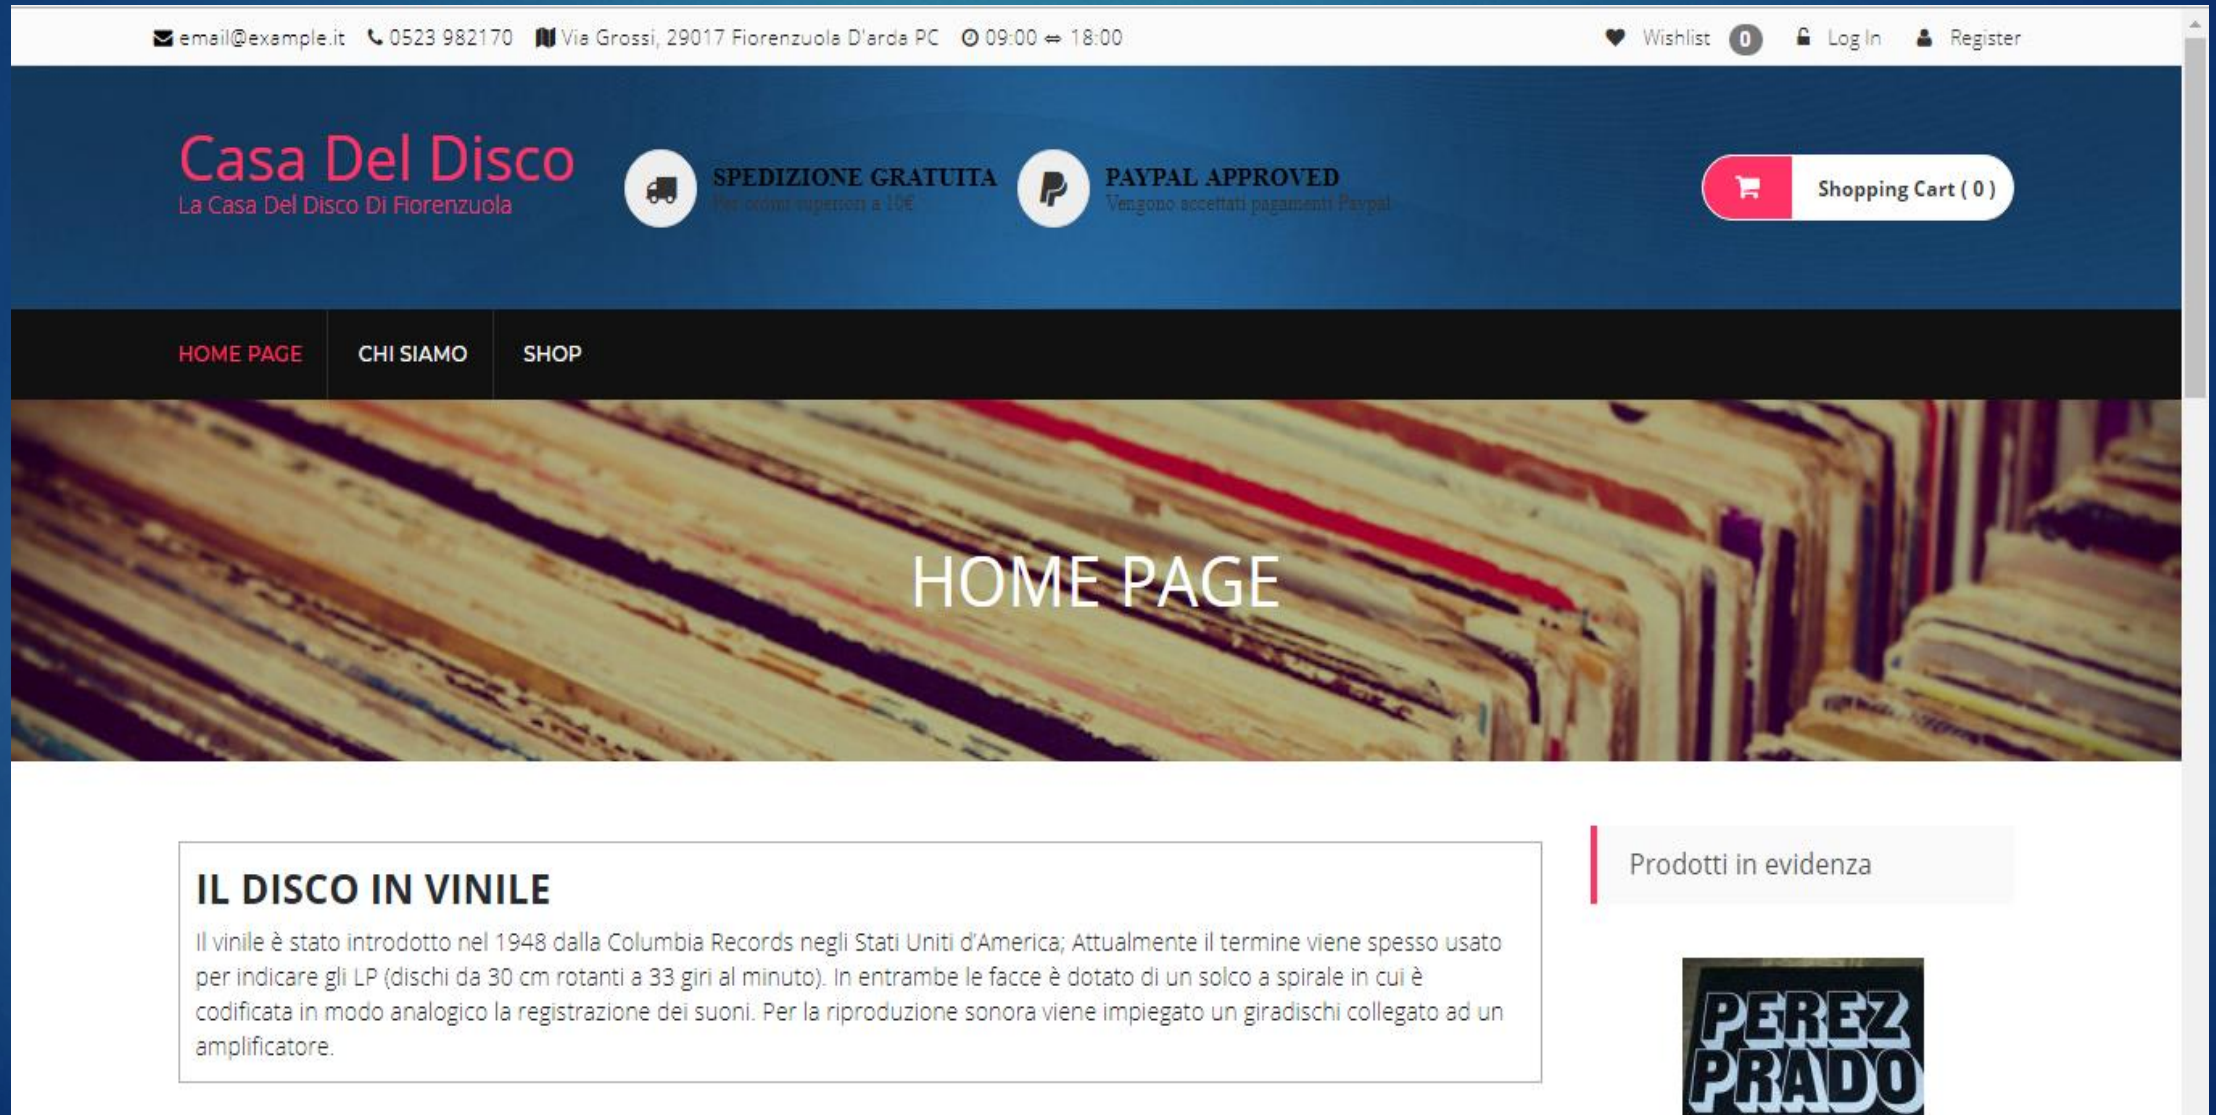 email@example.it 0523 982170 Via Grossi, 29017 Fiorenzuola D'arda PC 09:00 ⇔ 18:00
Wishlist 0 Log In Register
Casa Del Disco
La Casa Del Disco Di Fiorenzuola
SPEDIZIONE GRATUITA
Per ordini superiori a 10€
PAYPAL APPROVED
Vengono accettati pagamenti Paypal
Shopping Cart ( 0 )
HOME PAGE CHI SIAMO SHOP
HOME PAGE
IL DISCO IN VINILE
Il vinile è stato introdotto nel 1948 dalla Columbia Records negli Stati Uniti d’America; Attualmente il termine viene spesso usato
per indicare gli LP (dischi da 30 cm rotanti a 33 giri al minuto). In entrambe le facce è dotato di un solco a spirale in cui è
codificata in modo analogico la registrazione dei suoni. Per la riproduzione sonora viene impiegato un giradischi collegato ad un
amplificatore.
Prodotti in evidenza
PEREZ
PRADO